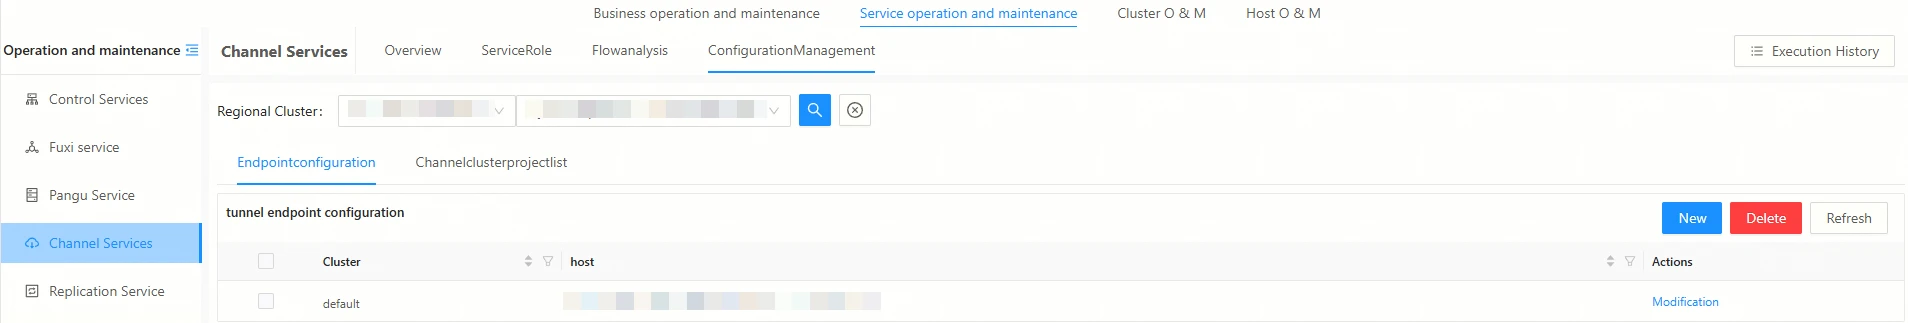 Business operation and maintenance Service operation and maintenance Cluster O & M Host O & M
Operation and maintenance Channel Services Overview ServiceRole Flowanalysis ConfigurationManagement Execution History
Control Services
Regional Cluster:
Fuxi service
Endpointconfiguration Channelclusterprojectlist
Pangu Service
tunnel endpoint configuration New Delete Refresh
Channel Services
Cluster host Actions
Replication Service
default Modification